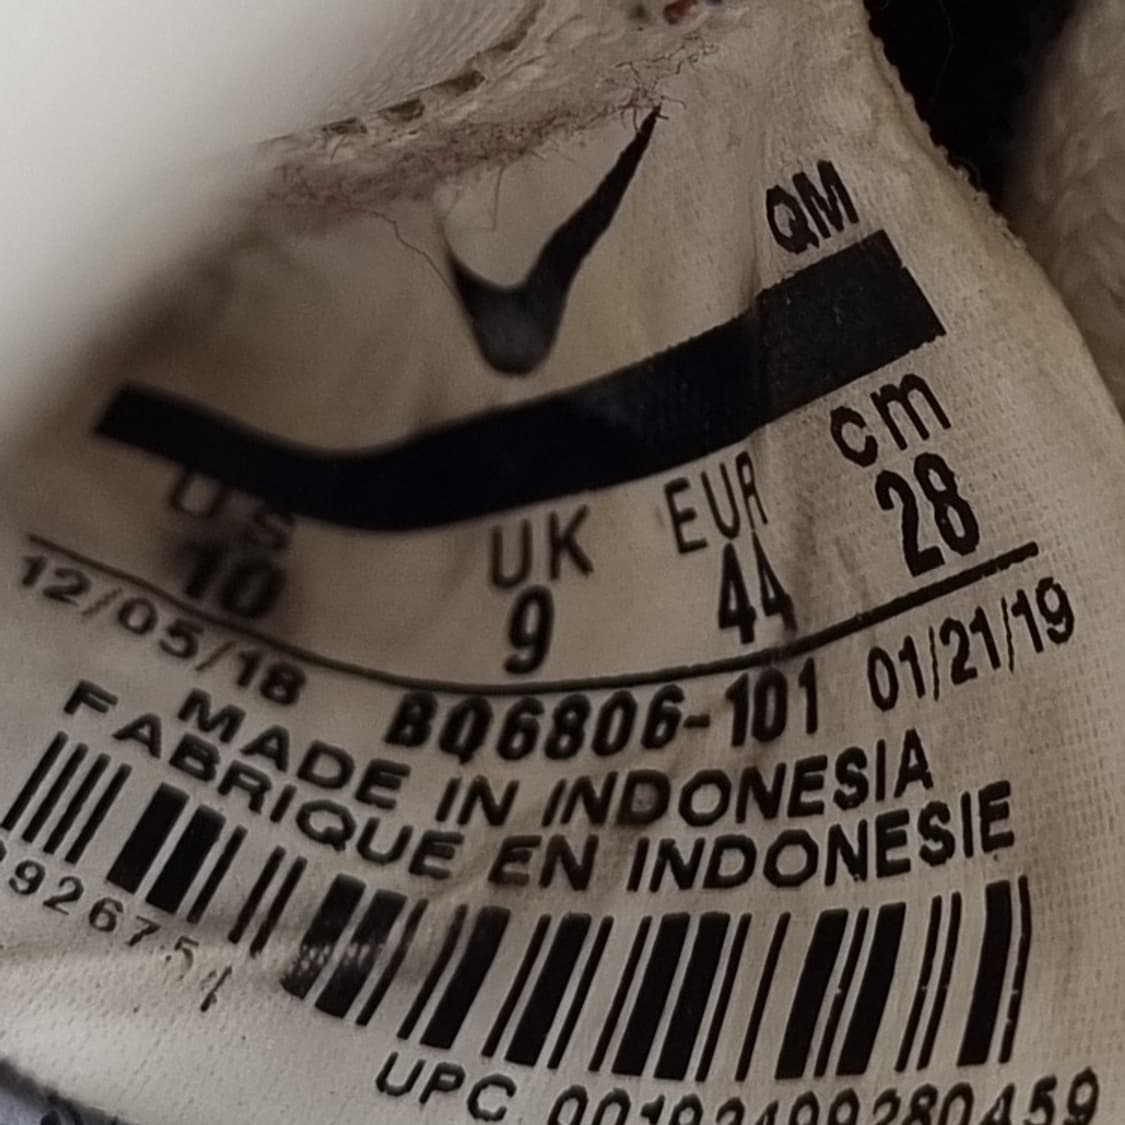 QM
US UK EUR cm
10 9 44 28
12/05/18 BQ6806-101 01/21/19
MADE IN INDONESIA
FABRIQUE EN INDONESIE
UPC